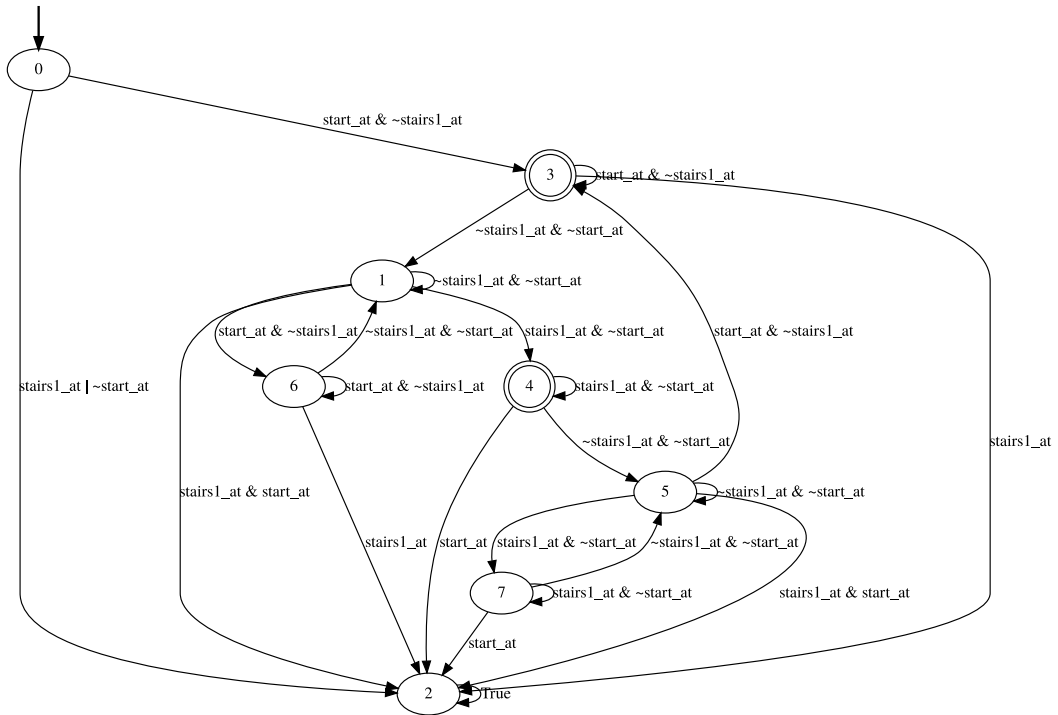 0
start_at & ~stairs1_at
3
start_at & ~stairs1_at
~stairs1_at & ~start_at
1
~stairs1_at & ~start_at
start_at & ~stairs1_at
~stairs1_at & ~start_at
stairs1_at & ~start_at
start_at & ~stairs1_at
stairs1_at | ~start_at
6
start_at & ~stairs1_at
4
stairs1_at & ~start_at
~stairs1_at & ~start_at
stairs1_at
stairs1_at & start_at
5
~stairs1_at & ~start_at
stairs1_at
start_at
stairs1_at & ~start_at
~stairs1_at & ~start_at
7
stairs1_at & ~start_at
stairs1_at & start_at
start_at
2
True